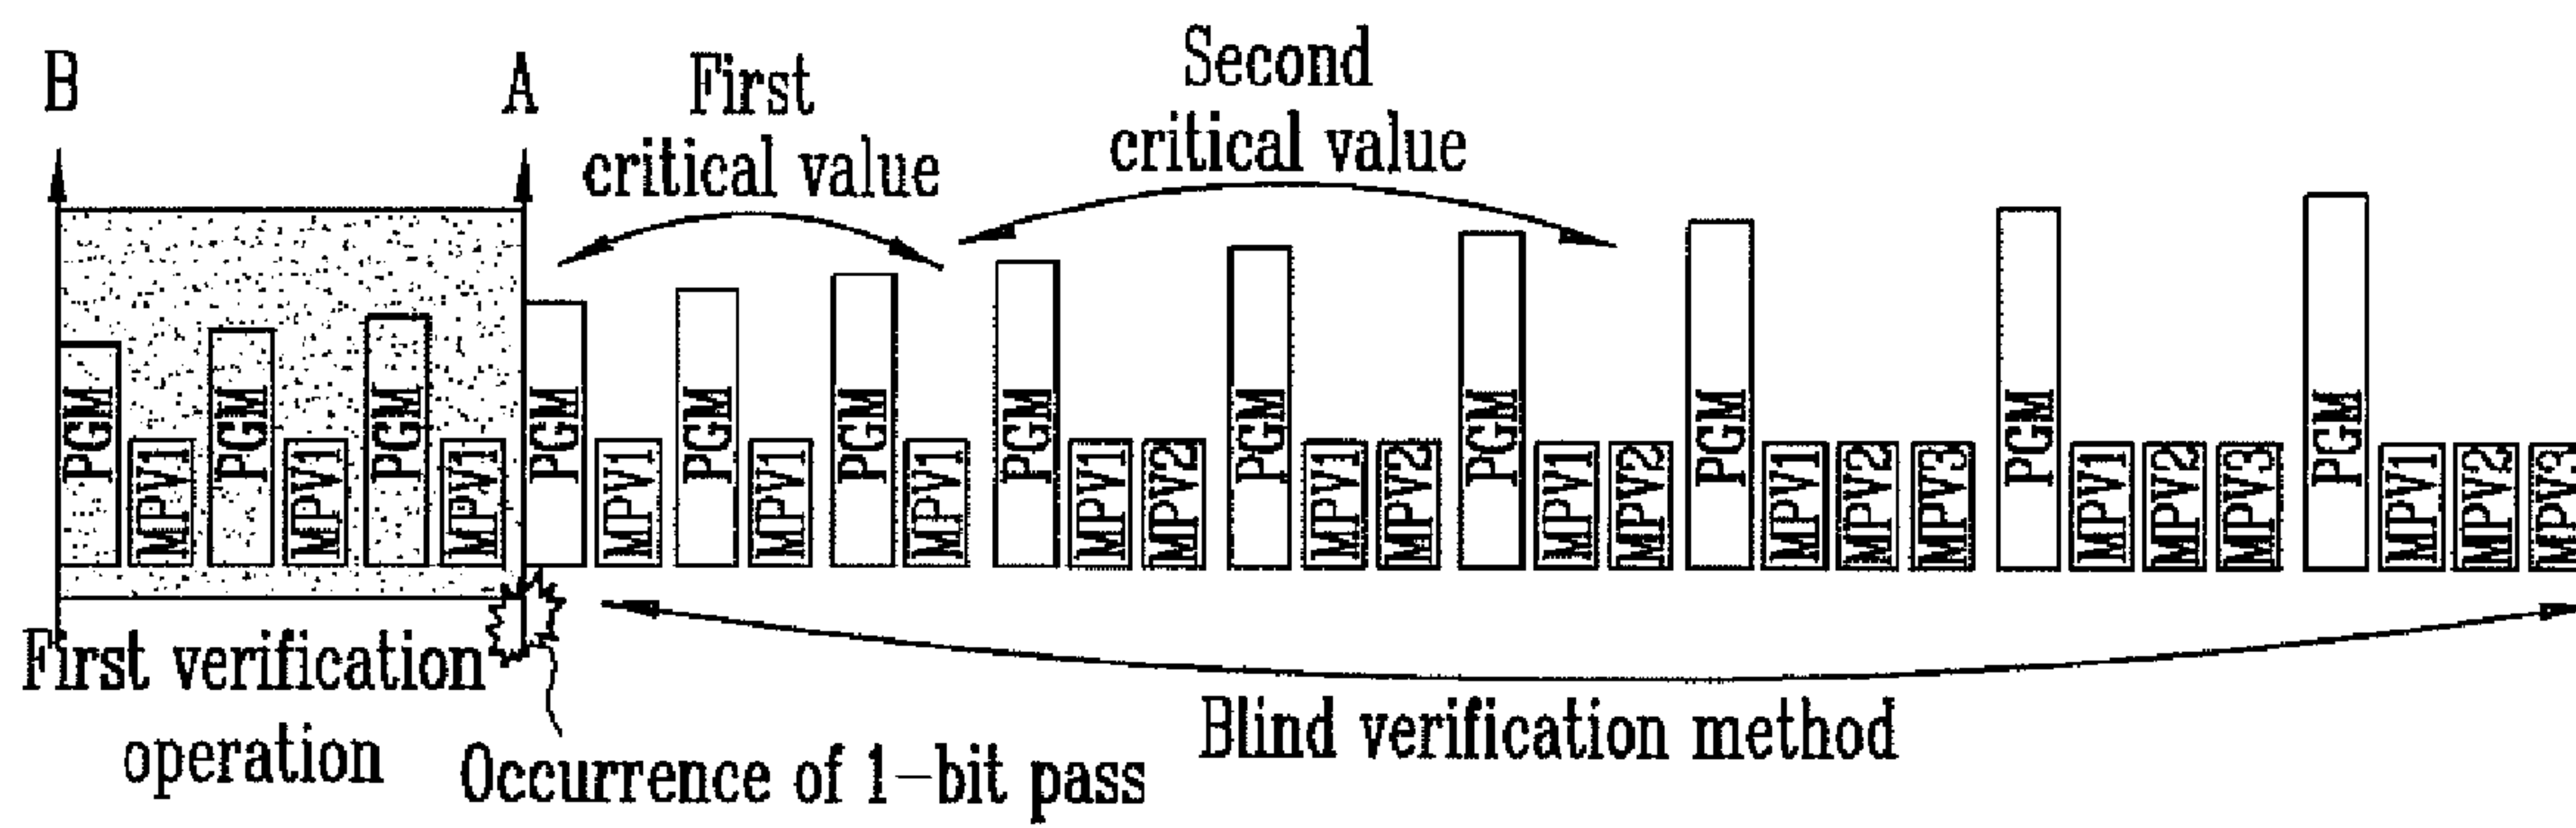 B
A
First
critical value
Second
critical value
PGM
MPV1
PGM
MPV1
PGM
MPV1
PGM
MPV1
PGM
MPV1
PGM
MPV1
PGM
MPV1
MPV2
PGM
MPV1
MPV2
PGM
MPV1
MPV2
PGM
MPV1
MPV2
MPV3
PGM
MPV1
MPV2
MPV3
PGM
MPV1
MPV2
MPV3
First verification
operation
Occurrence of 1-bit pass
Blind verification method